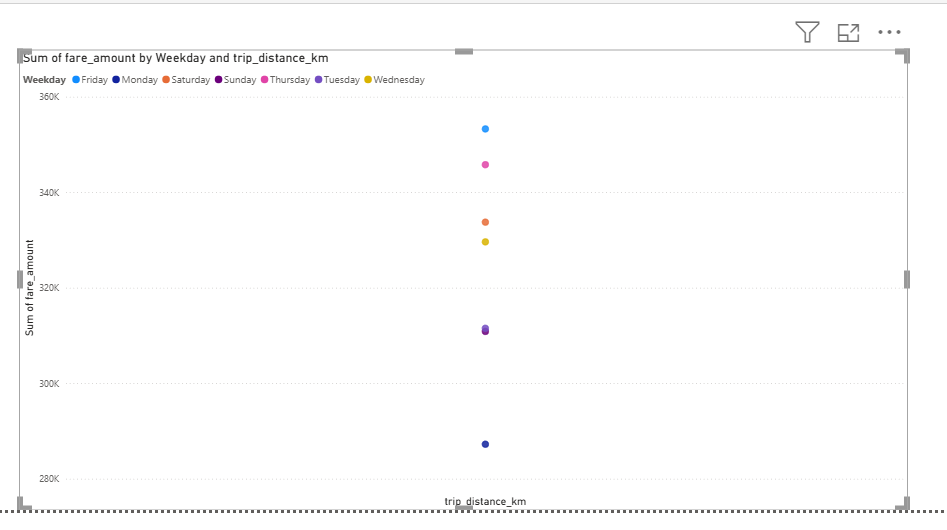 Sum of fare_amount by Weekday and trip_distance_km
Weekday Friday Monday Saturday Sunday Thursday Tuesday Wednesday
360K
340K
320K
300K
280K
Sum of fare_amount
trip_distance_km